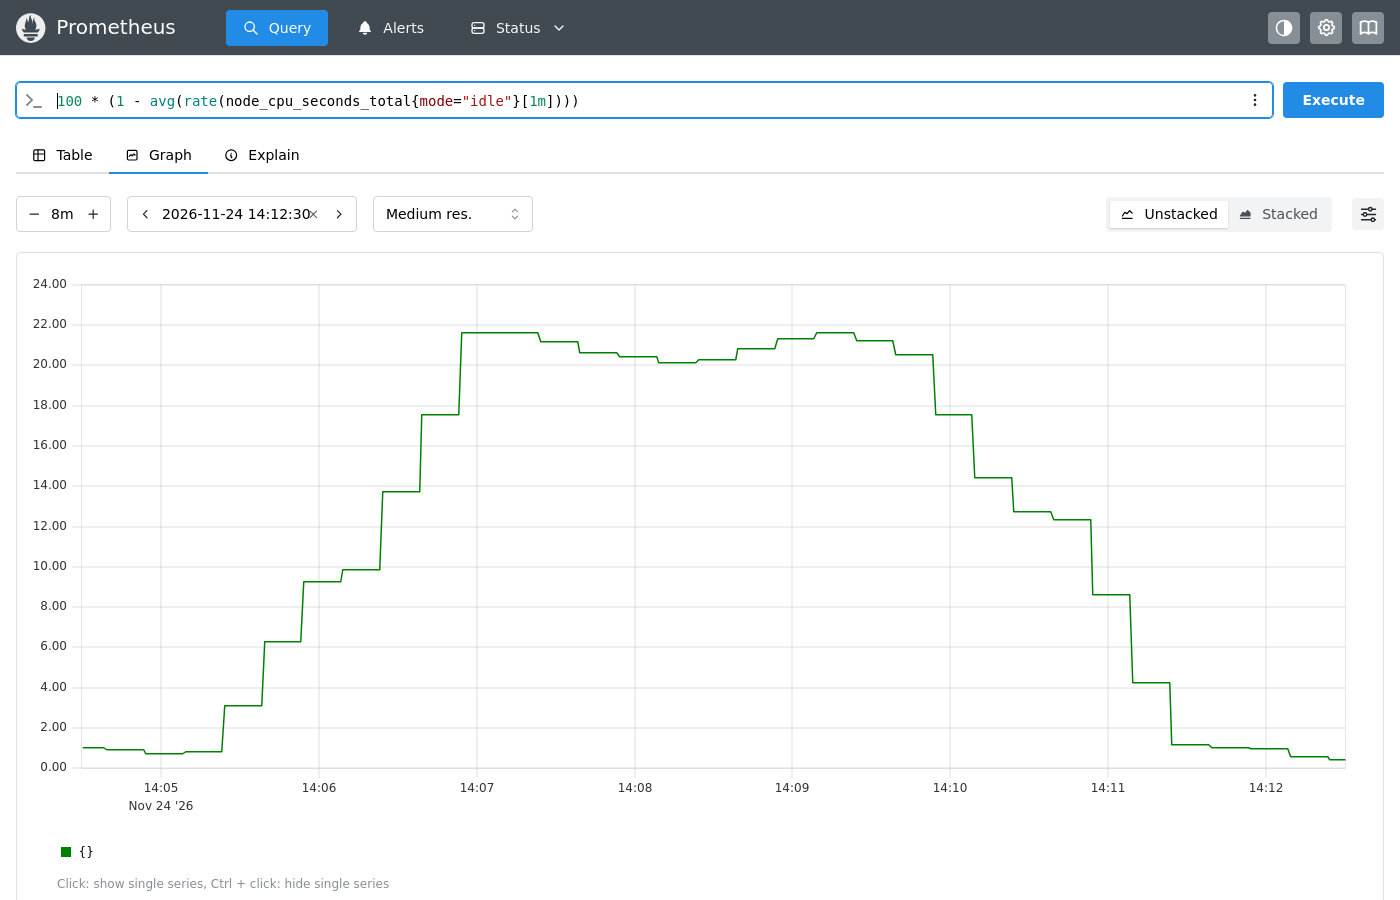 Prometheus
Query
Alerts
Status
100 * (1 - avg(rate(node_cpu_seconds_total{mode="idle"}[1m])))
Execute
Table
Graph
Explain
8m
2026-11-24 14:12:30
Medium res.
Unstacked
Stacked
24.00
22.00
20.00
18.00
16.00
14.00
12.00
10.00
8.00
6.00
4.00
2.00
0.00
14:05
14:06
14:07
14:08
14:09
14:10
14:11
14:12
Nov 24 '26
{}
Click: show single series, Ctrl + click: hide single series